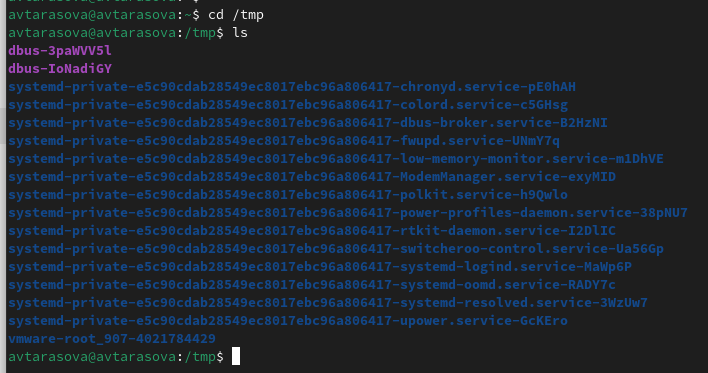 avtarasova@avtarasova:~$ cd /tmp
avtarasova@avtarasova:/tmp$ ls
dbus-3paWVV5l
dbus-IoNadiGY
systemd-private-e5c90cdab28549ec8017ebc96a806417-chronyd.service-pE0hAH
systemd-private-e5c90cdab28549ec8017ebc96a806417-colord.service-c5GHsg
systemd-private-e5c90cdab28549ec8017ebc96a806417-dbus-broker.service-B2HzNI
systemd-private-e5c90cdab28549ec8017ebc96a806417-fwupd.service-UNmY7q
systemd-private-e5c90cdab28549ec8017ebc96a806417-low-memory-monitor.service-m1DhVE
systemd-private-e5c90cdab28549ec8017ebc96a806417-ModemManager.service-exyMID
systemd-private-e5c90cdab28549ec8017ebc96a806417-polkit.service-h9Qwlo
systemd-private-e5c90cdab28549ec8017ebc96a806417-power-profiles-daemon.service-38pNU7
systemd-private-e5c90cdab28549ec8017ebc96a806417-rtkit-daemon.service-I2DlIC
systemd-private-e5c90cdab28549ec8017ebc96a806417-switcheroo-control.service-Ua56Gp
systemd-private-e5c90cdab28549ec8017ebc96a806417-systemd-logind.service-MaWp6P
systemd-private-e5c90cdab28549ec8017ebc96a806417-systemd-oomd.service-RADY7c
systemd-private-e5c90cdab28549ec8017ebc96a806417-systemd-resolved.service-3WzUw7
systemd-private-e5c90cdab28549ec8017ebc96a806417-upower.service-GcKEro
vmware-root_907-4021784429
avtarasova@avtarasova:/tmp$